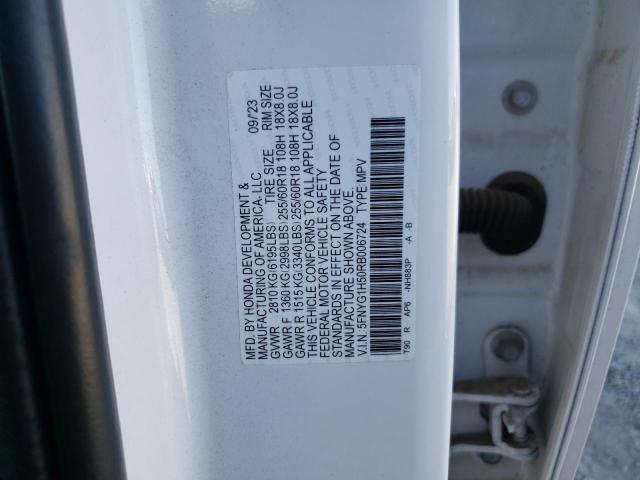 MFD. BY HONDA DEVELOPMENT &
MANUFACTURING OF AMERICA, LLC 09/'23
GVWR 2810 KG(6195LBS) TIRE SIZE RIM SIZE
GAWR F 1360 KG(2998LBS)255/60R18 108H 18X8.0J
GAWR R 1515 KG(3340LBS)255/60R18 108H 18X8.0J
THIS VEHICLE CONFORMS TO ALL APPLICABLE
FEDERAL MOTOR VEHICLE SAFETY
STANDARDS IN EFFECT ON THE DATE OF
MANUFACTURE SHOWN ABOVE.
V.I.N.: 5FNYG1H50RB006724 TYPE:MPV
T90 R AP6 -NH883P -A -B